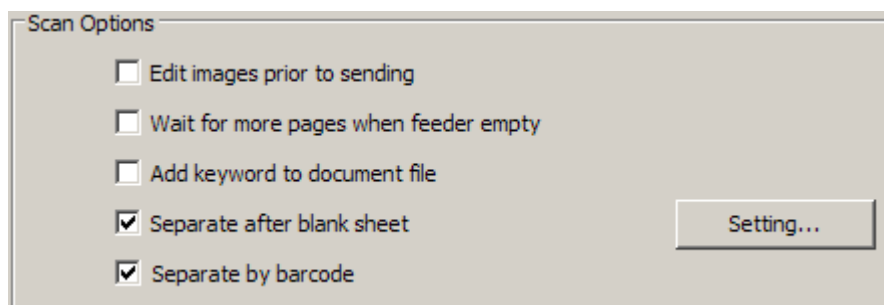 Scan Options
Edit images prior to sending
Wait for more pages when feeder empty
Add keyword to document file
Separate after blank sheet
Setting...
Separate by barcode